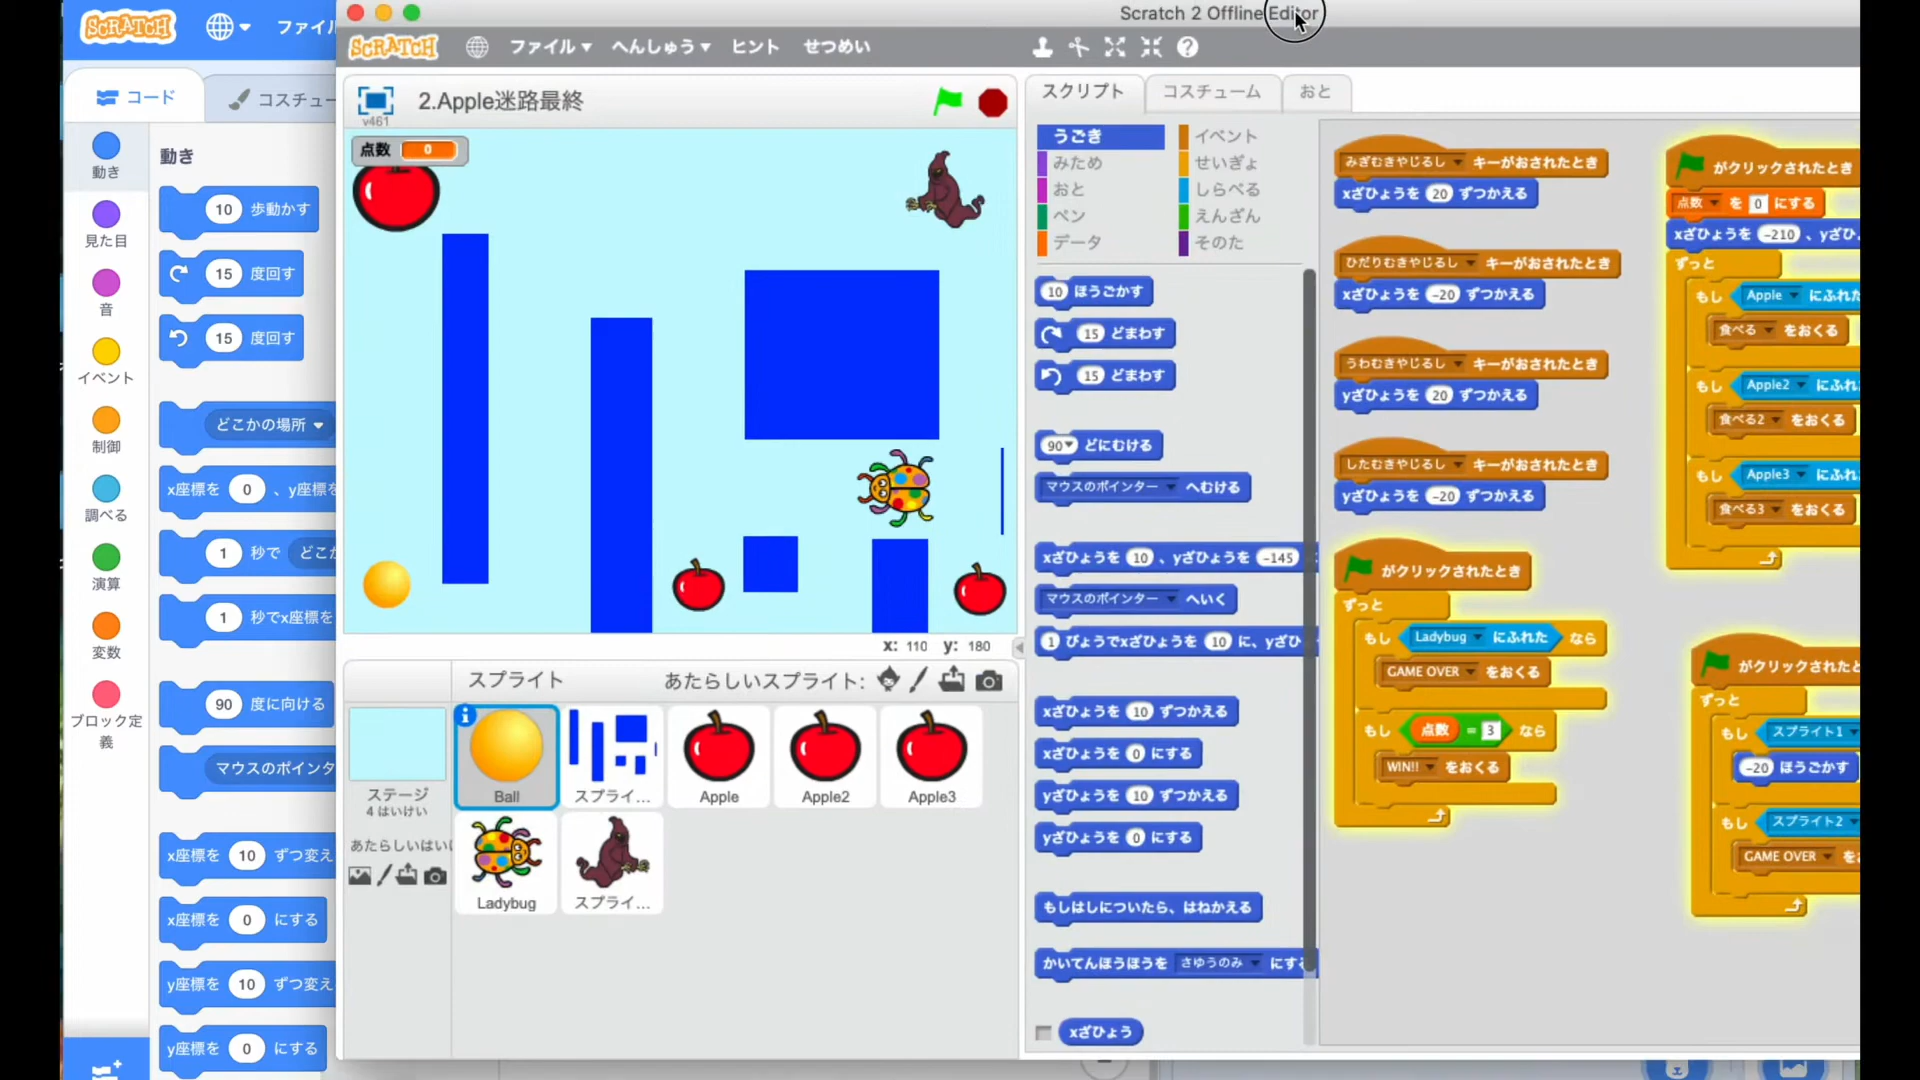 Scratch 2 Offline Editor
SCRATCH
ファイル
SCRATCH
ファイル▼
へんしゅう▼
ヒント
せつめい
コード
コスチュー
動き
見た目
音
イベント
制御
調べる
演算
変数
ブロック定
義
動き
10 歩動かす
15 度回す
15 度回す
どこかの場所
x座標を 0 、y座標を
1 秒で どこか
1 秒でx座標を
90 度に向ける
マウスのポインタ
x座標を 10 ずつ変え
x座標を 0 にする
y座標を 10 ずつ変え
y座標を 0 にする
v461
2.Apple迷路最終
点数 0
x: 110 y: 180
スプライト
あたらしいスプライト:
ステージ
4 はいけい
あたらしいはい
Ball
スプライ...
Apple
Apple2
Apple3
Ladybug
スプライ...
スクリプト
コスチューム
おと
うごき
みため
おと
ペン
データ
イベント
せいぎょ
しらべる
えんざん
そのた
10 ほうごかす
15 どまわす
15 どまわす
90▼ どにむける
マウスのポインター へむける
xざひょうを 10 、yざひょうを -145
マウスのポインター へいく
1 びょうでxざひょうを 10 に、yざひ
xざひょうを 10 ずつかえる
xざひょうを 0 にする
yざひょうを 10 ずつかえる
yざひょうを 0 にする
もしはしについたら、はねかえる
かいてんほうほうを さゆうのみ にする
xざひょう
みぎむきやじるし キーがおされたとき
xざひょうを 20 ずつかえる
ひだりむきやじるし キーがおされたとき
xざひょうを -20 ずつかえる
うわむきやじるし キーがおされたとき
yざひょうを 20 ずつかえる
したむきやじるし キーがおされたとき
yざひょうを -20 ずつかえる
がクリックされたとき
ずっと
もし Ladybug にふれた なら
GAME OVER をおくる
もし 点数 = 3 なら
WIN!! をおくる
がクリックされたとき
点数 を 0 にする
xざひょうを -210 、yざひ
ずっと
もし Apple にふれた
食べる をおくる
もし Apple2 にふれ
食べる2 をおくる
もし Apple3 にふれ
食べる3 をおくる
がクリックされたと
ずっと
もし スプライト1
-20 ほうごかす
もし スプライト2
GAME OVER を